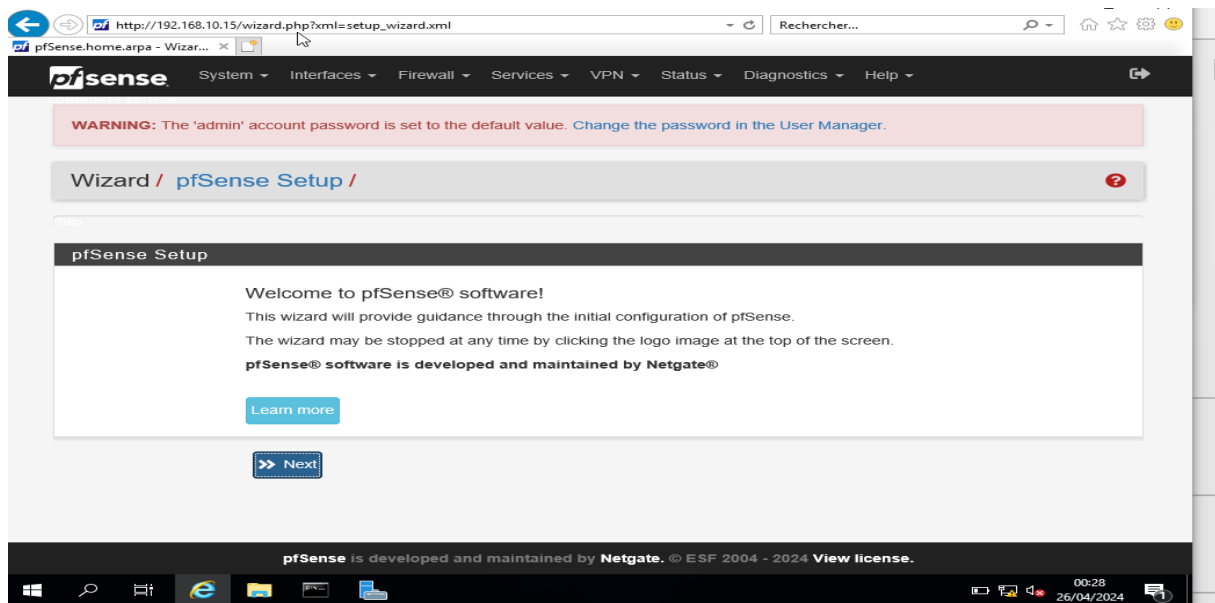 http://192.168.10.15/wizard.php?xml=setup_wizard.xml
Rechercher...
pfSense.home.arpa - Wizar...
pfsense
System Interfaces Firewall Services VPN Status Diagnostics Help
WARNING: The 'admin' account password is set to the default value. Change the password in the User Manager.
Wizard / pfSense Setup /
Step
pfSense Setup
Welcome to pfSense® software!
This wizard will provide guidance through the initial configuration of pfSense.
The wizard may be stopped at any time by clicking the logo image at the top of the screen.
pfSense® software is developed and maintained by Netgate®
Learn more
Next
pfSense is developed and maintained by Netgate. © ESF 2004 - 2024 View license.
00:28
26/04/2024